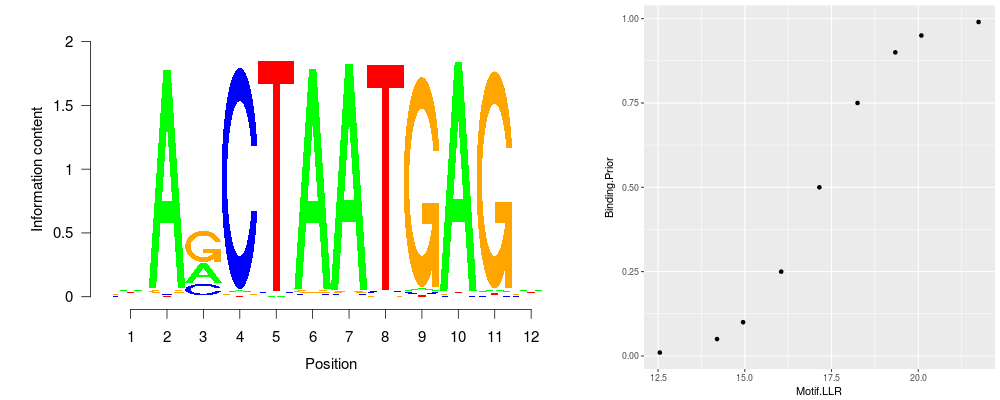 2
1.5
1
0.5
0
Information content
A
G
A
C
C
T
A
A
T
G
A
G
1 2 3 4 5 6 7 8 9 10 11 12
Position
1.00
0.75
0.50
0.25
0.00
Binding.Prior
12.5 15.0 17.5 20.0
Motif.LLR